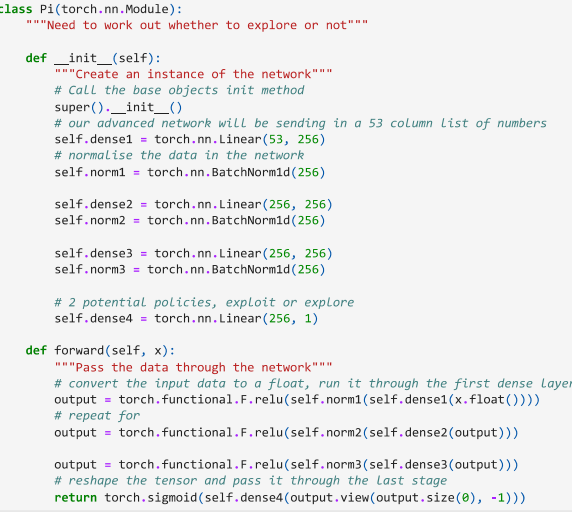 class Pi(torch.nn.Module):
    """Need to work out whether to explore or not"""

    def __init__(self):
        """Create an instance of the network"""
        # Call the base objects init method
        super().__init__()
        # our advanced network will be sending in a 53 column list of numbers
        self.dense1 = torch.nn.Linear(53, 256)
        # normalise the data in the network
        self.norm1 = torch.nn.BatchNorm1d(256)

        self.dense2 = torch.nn.Linear(256, 256)
        self.norm2 = torch.nn.BatchNorm1d(256)

        self.dense3 = torch.nn.Linear(256, 256)
        self.norm3 = torch.nn.BatchNorm1d(256)

        # 2 potential policies, exploit or explore
        self.dense4 = torch.nn.Linear(256, 1)

    def forward(self, x):
        """Pass the data through the network"""
        # convert the input data to a float, run it through the first dense layer
        output = torch.functional.F.relu(self.norm1(self.dense1(x.float())))
        # repeat for
        output = torch.functional.F.relu(self.norm2(self.dense2(output)))

        output = torch.functional.F.relu(self.norm3(self.dense3(output)))
        # reshape the tensor and pass it through the last stage
        return torch.sigmoid(self.dense4(output.view(output.size(0), -1)))